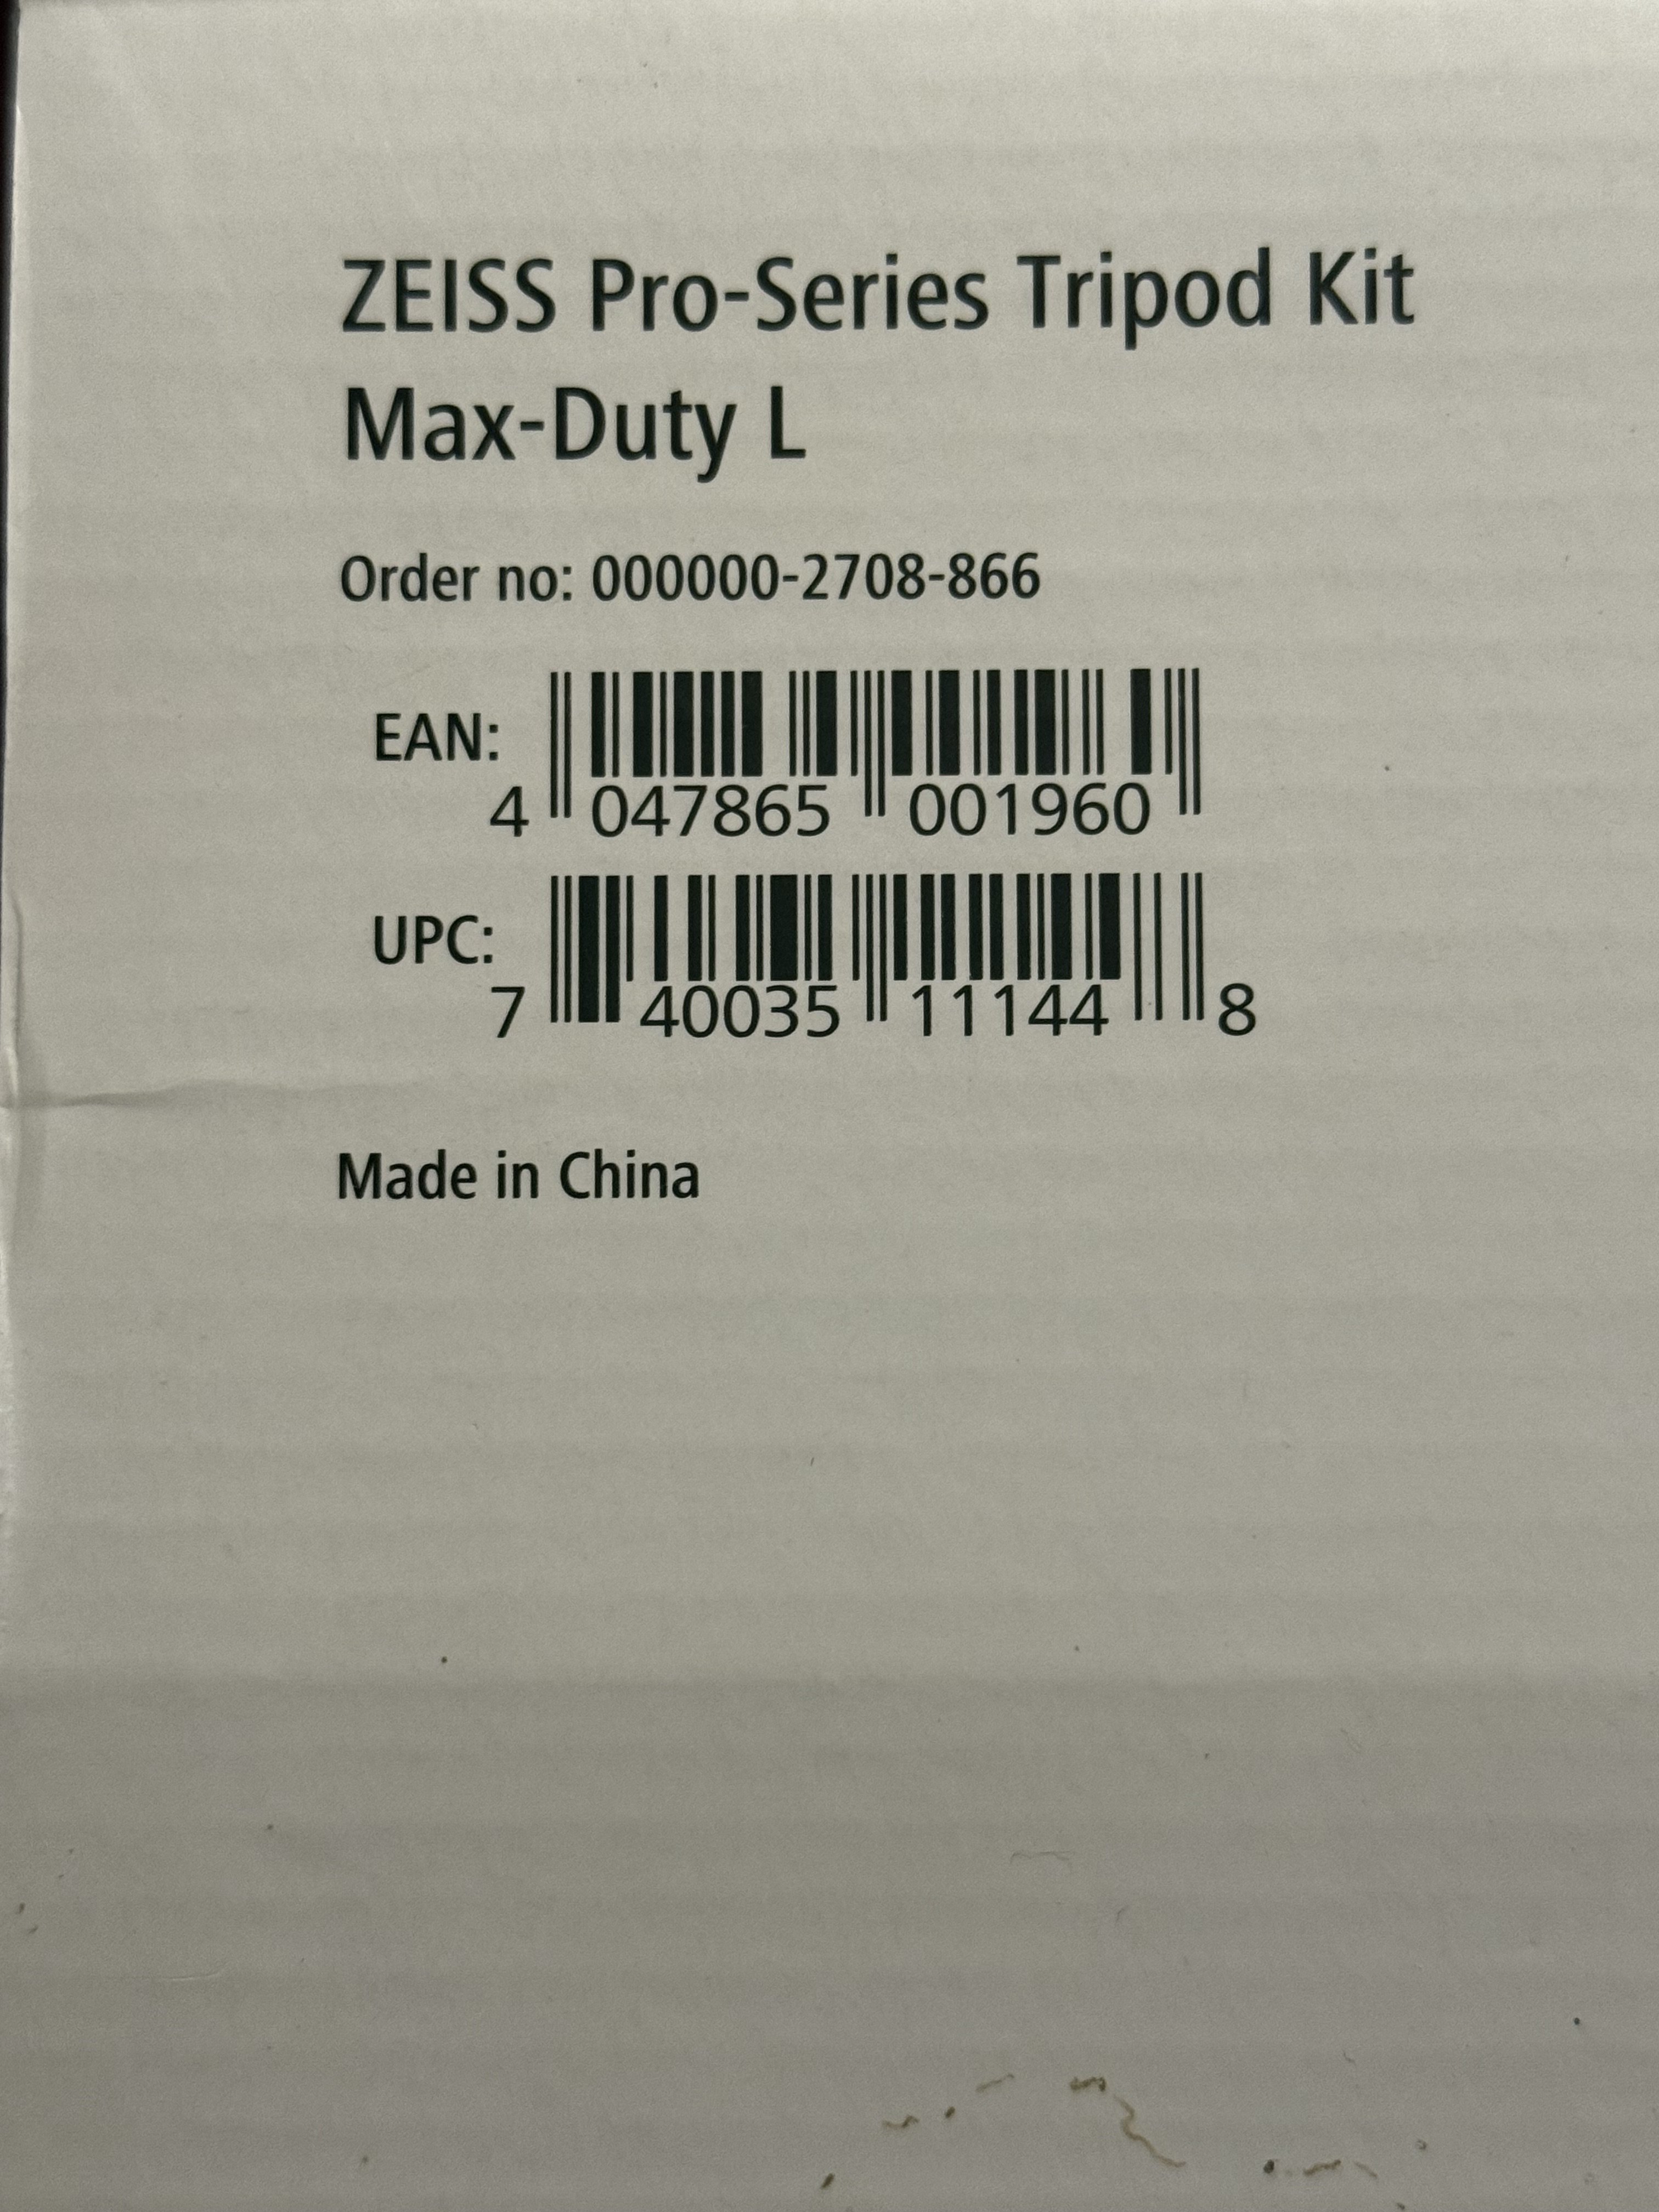 ZEISS Pro-Series Tripod Kit
Max-Duty L
Order no: 000000-2708-866
EAN:
4 047865 001960
UPC:
7 40035 11144 8
Made in China